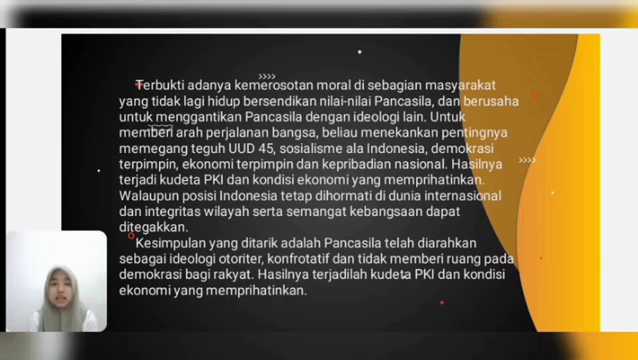 Terbukti adanya kemerosotan moral di sebagian masyarakat
yang tidak lagi hidup bersendikan nilai-nilai Pancasila, dan berusaha
untuk menggantikan Pancasila dengan ideologi lain. Untuk
memberi arah perjalanan bangsa, beliau menekankan pentingnya
memegang teguh UUD 45, sosialisme ala Indonesia, demokrasi
terpimpin, ekonomi terpimpin dan kepribadian nasional. Hasilnya
terjadi kudeta PKI dan kondisi ekonomi yang memprihatinkan.
Walaupun posisi Indonesia tetap dihormati di dunia internasional
dan integritas wilayah serta semangat kebangsaan dapat
ditegakkan.
Kesimpulan yang ditarik adalah Pancasila telah diarahkan
sebagai ideologi otoriter, konfrotatif dan tidak memberi ruang pada
demokrasi bagi rakyat. Hasilnya terjadilah kudeta PKI dan kondisi
ekonomi yang memprihatinkan.